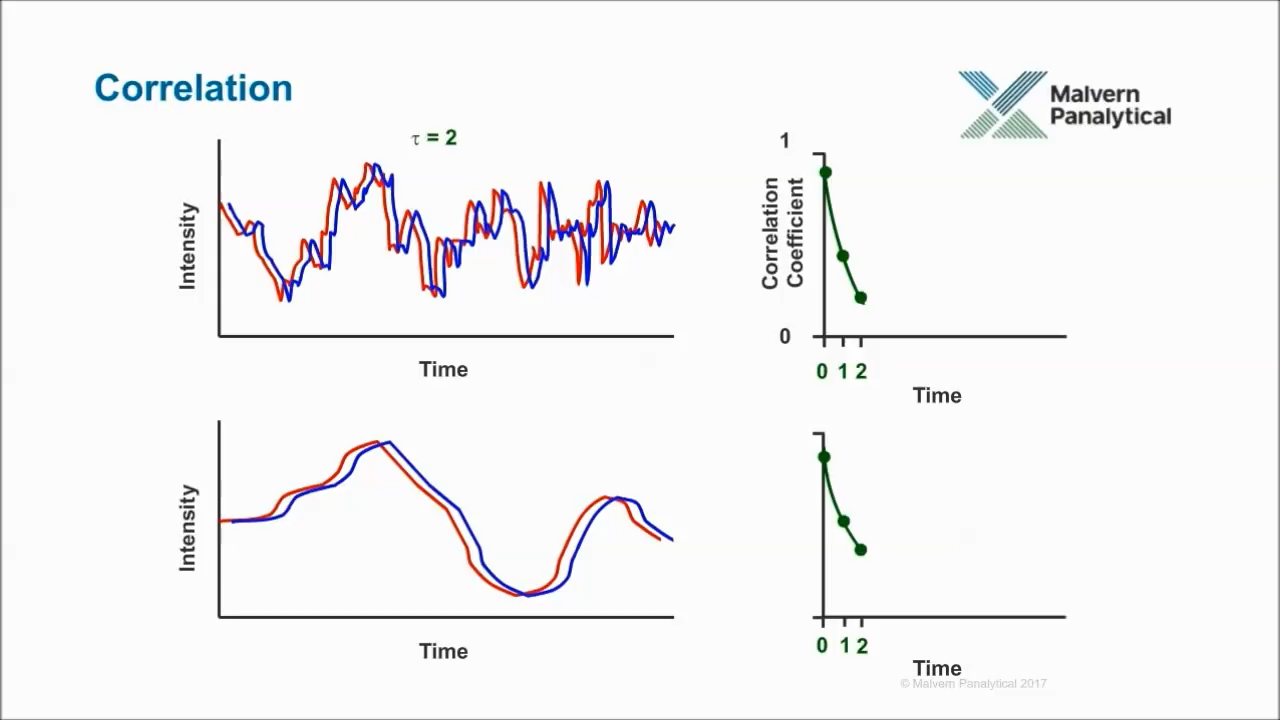 Correlation
Malvern
Panalytical
τ = 2
Intensity
Time
1
Correlation
Coefficient
0
0 1 2
Time
Intensity
Time
0 1 2
Time
© Malvern Panalytical 2017